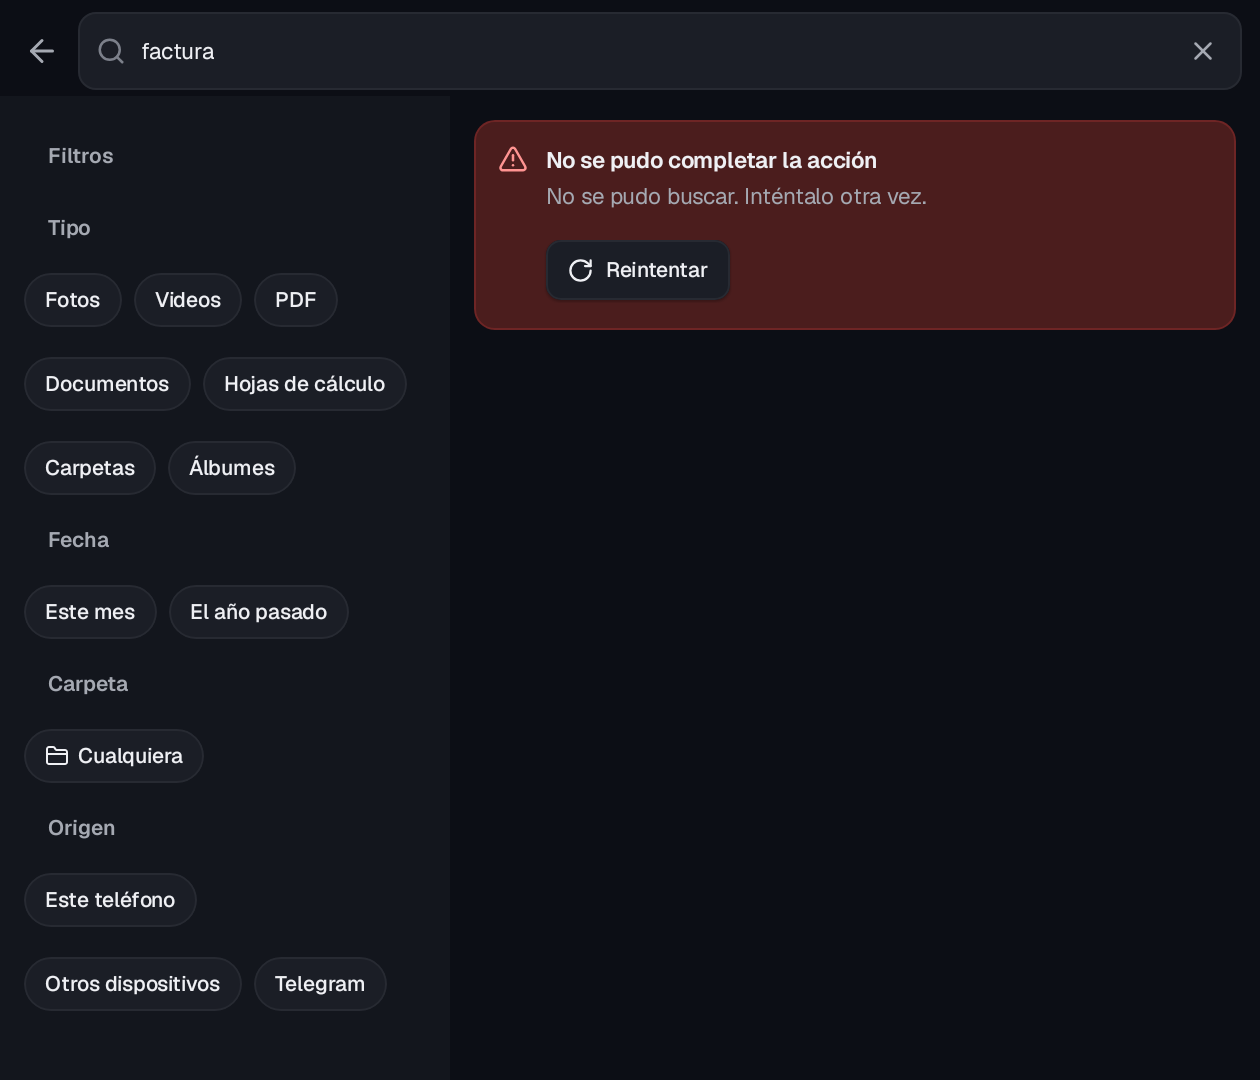 factura
Filtros
Tipo
Fotos
Videos
PDF
Documentos
Hojas de cálculo
Carpetas
Álbumes
Fecha
Este mes
El año pasado
Carpeta
Cualquiera
Origen
Este teléfono
Otros dispositivos
Telegram
No se pudo completar la acción
No se pudo buscar. Inténtalo otra vez.
Reintentar